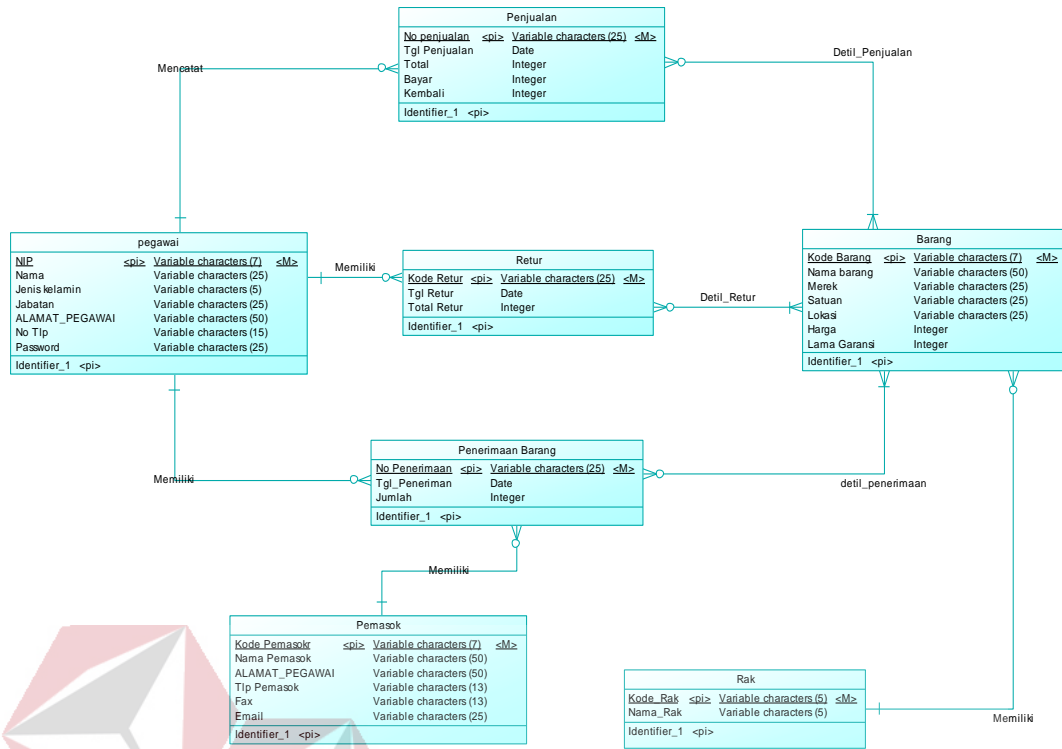 Penjualan
No penjualan <pi> Variable characters (25) <M>
Tgl Penjualan Date
Total Integer
Bayar Integer
Kembali Integer
Identifier_1 <pi>
Mencatat
Detil_Penjualan
pegawai
NIP <pi> Variable characters (7) <M>
Nama Variable characters (25)
Jenis kelamin Variable characters (5)
Jabatan Variable characters (25)
ALAMAT_PEGAWAI Variable characters (50)
No Tlp Variable characters (15)
Password Variable characters (25)
Identifier_1 <pi>
Memiliki
Retur
Kode Retur <pi> Variable characters (25) <M>
Tgl Retur Date
Total Retur Integer
Identifier_1 <pi>
Detil_Retur
Barang
Kode Barang <pi> Variable characters (7) <M>
Nama barang Variable characters (50)
Merek Variable characters (25)
Satuan Variable characters (25)
Lokasi Variable characters (25)
Harga Integer
Lama Garansi Integer
Identifier_1 <pi>
Memiliki
Penerimaan Barang
No Penerimaan <pi> Variable characters (25) <M>
Tgl_Peneriman Date
Jumlah Integer
Identifier_1 <pi>
detil_penerimaan
Memiliki
Pemasok
Kode Pemasokr <pi> Variable characters (7) <M>
Nama Pemasok Variable characters (50)
ALAMAT_PEGAWAI Variable characters (50)
Tlp Pemasok Variable characters (13)
Fax Variable characters (13)
Email Variable characters (25)
Identifier_1 <pi>
Rak
Kode_Rak <pi> Variable characters (5) <M>
Nama_Rak Variable characters (5)
Identifier_1 <pi>
Memiliki